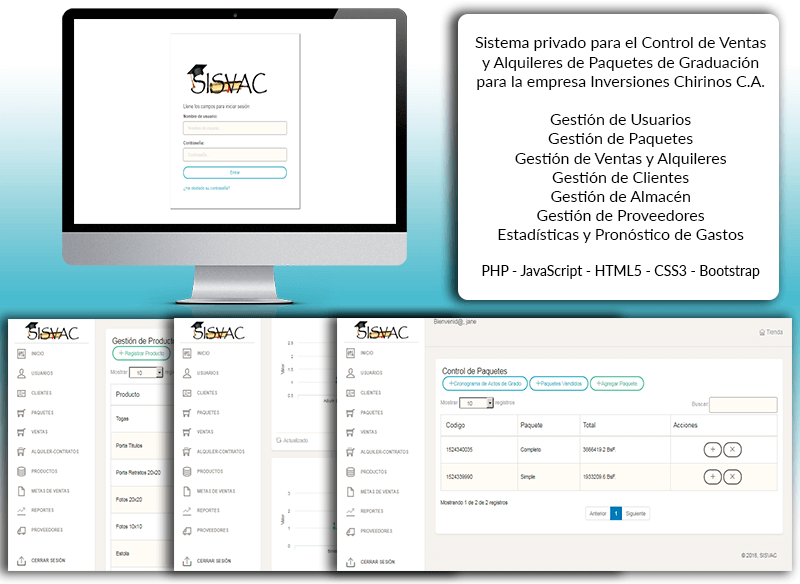 SISVAC
Llene los campos para iniciar sesión
Nombre de usuario:
Nombre de usuario
Contraseña:
Contraseña
Entrar
¿Ha olvidado su contraseña?
Sistema privado para el Control de Ventas
y Alquileres de Paquetes de Graduación
para la empresa Inversiones Chirinos C.A.
Gestión de Usuarios
Gestión de Paquetes
Gestión de Ventas y Alquileres
Gestión de Clientes
Gestión de Almacén
Gestión de Proveedores
Estadísticas y Pronóstico de Gastos
PHP - JavaScript - HTML5 - CSS3 - Bootstrap
SISVAC
INICIO
USUARIOS
CLIENTES
PAQUETES
VENTAS
ALQUILER-CONTRATOS
PRODUCTOS
METAS DE VENTAS
REPORTES
PROVEEDORES
CERRAR SESIÓN
Gestión de Product
+ Registrar Producto
Mostrar 10
Producto
Togas
Porta Titulos
Porta Retratos 20x20
Fotos 20x20
Fotos 10x10
Estola
SISVAC
INICIO
USUARIOS
CLIENTES
PAQUETES
VENTAS
ALQUILER-CONTRATOS
PRODUCTOS
METAS DE VENTAS
REPORTES
PROVEEDORES
CERRAR SESIÓN
Valor
Actualizado
Valor
SISVAC
INICIO
USUARIOS
CLIENTES
PAQUETES
VENTAS
ALQUILER-CONTRATOS
PRODUCTOS
METAS DE VENTAS
REPORTES
PROVEEDORES
CERRAR SESIÓN
Bienvenid@, jane
Tienda
Control de Paquetes
+Cronograma de Actos de Grado +Paquetes Vendidos +Agregar Paquete
Mostrar 10 registros Buscar:
Codigo Paquete Total Acciones
1524340035 Completo 3666419.2 BsF.
1524339993 Simple 1933209.6 BsF.
Mostrando 1 de 2 de 2 registros
Anterior 1 Siguiente
© 2018, SISVAC